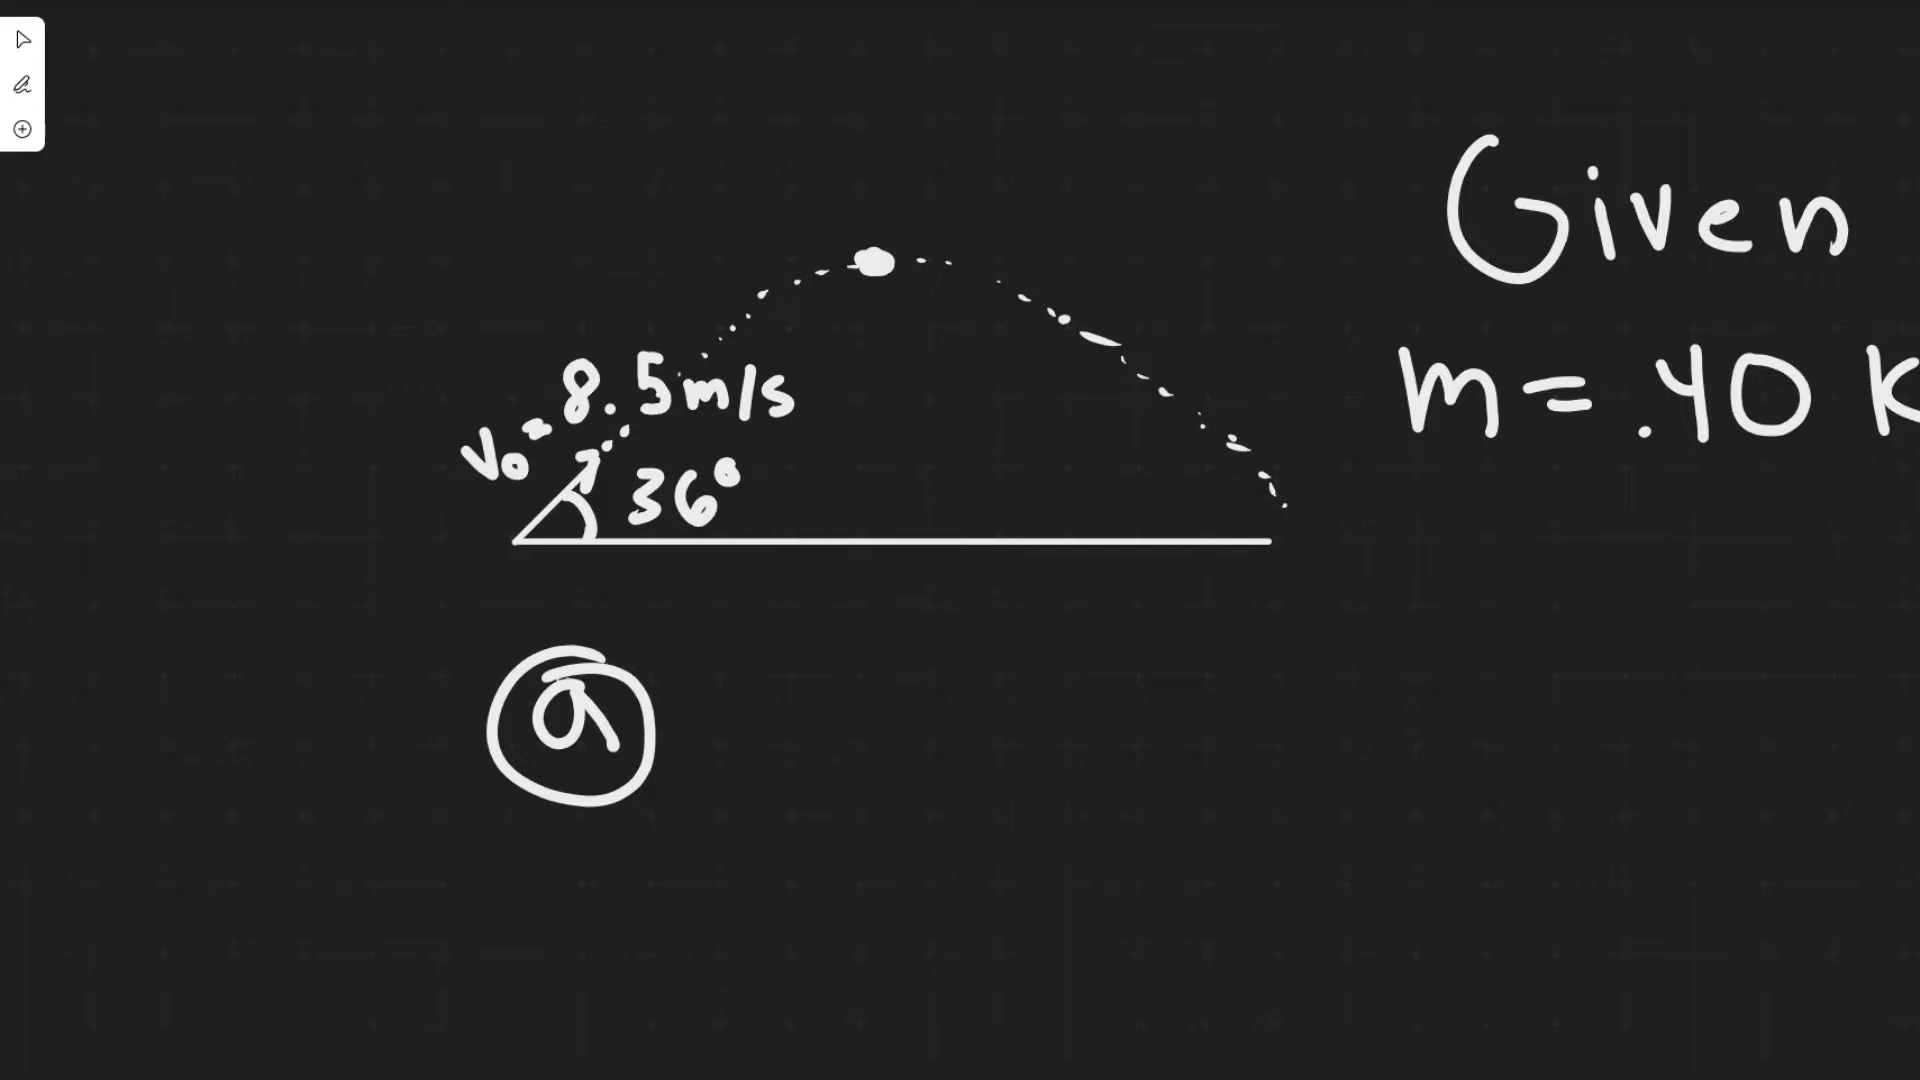 Given
m = .40 K
v₀ = 8.5 m/s
36°
a